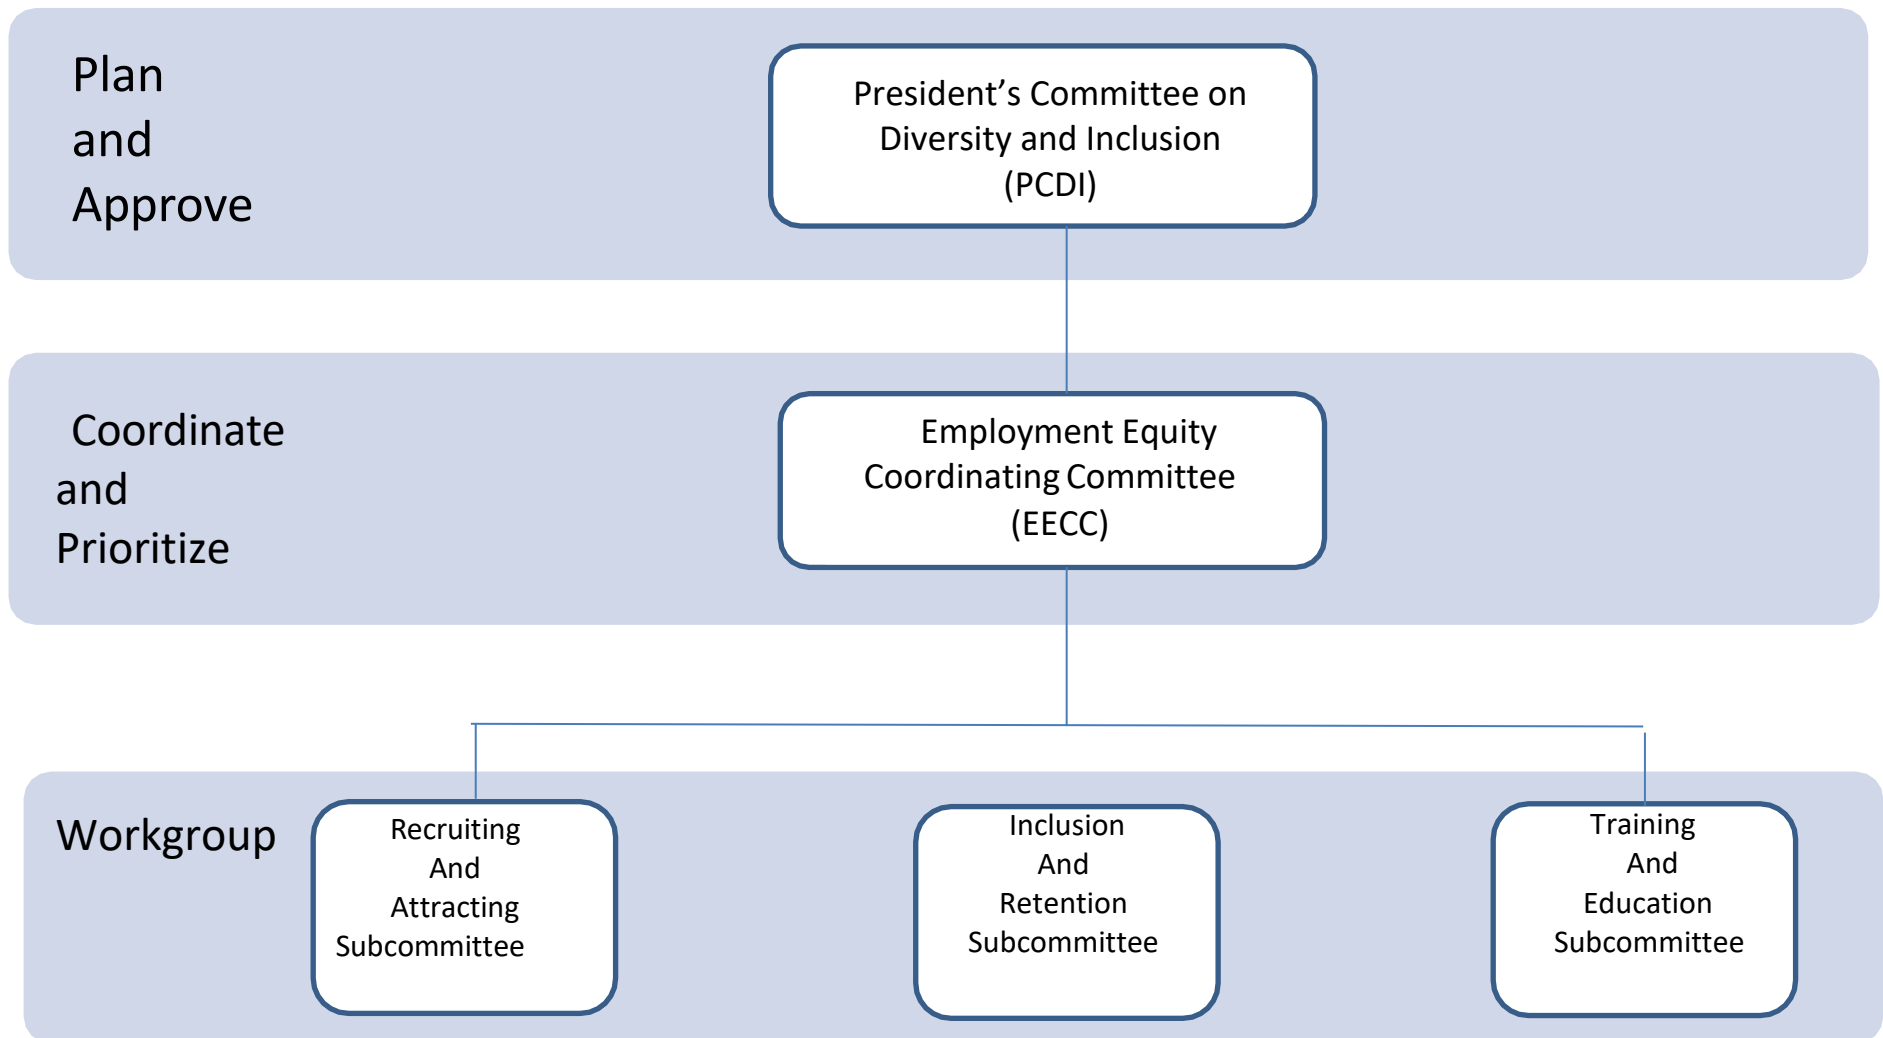 Plan
and
Approve
President’s Committee on
Diversity and Inclusion
(PCDI)
Coordinate
and
Prioritize
Employment Equity
Coordinating Committee
(EECC)
Workgroup
Recruiting
And
Attracting
Subcommittee
Inclusion
And
Retention
Subcommittee
Training
And
Education
Subcommittee